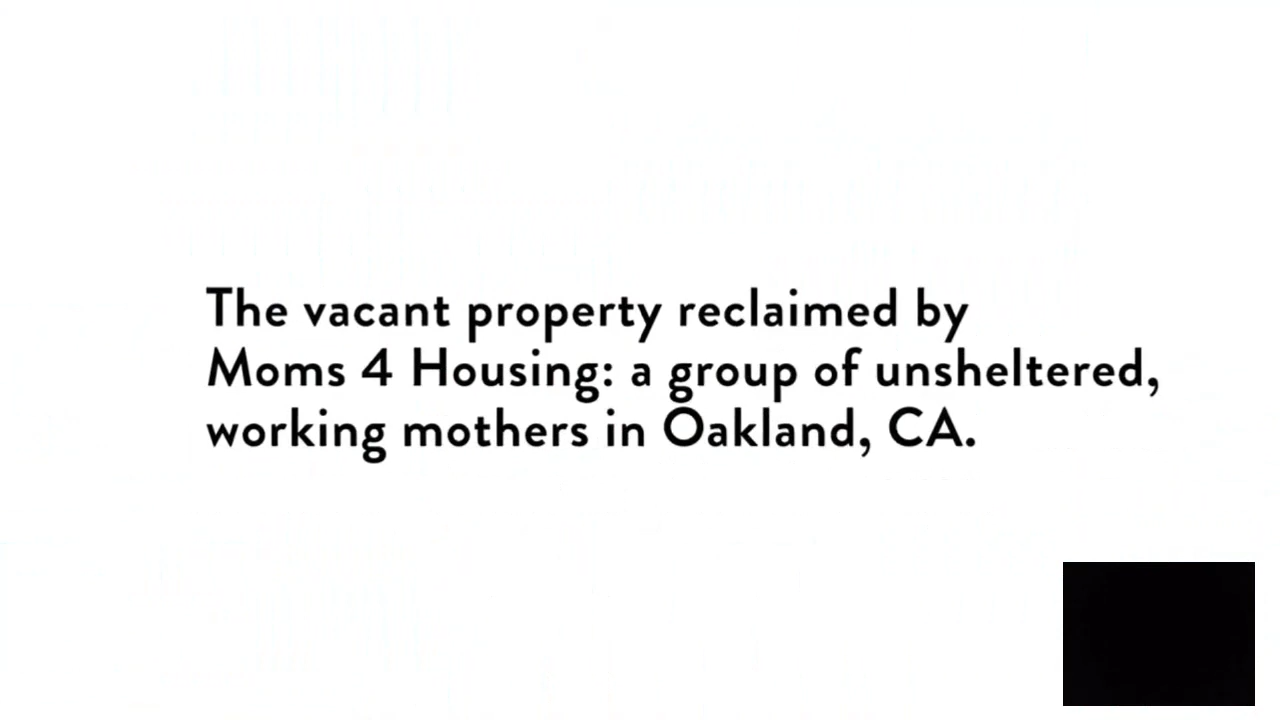 The vacant property reclaimed by
Moms 4 Housing: a group of unsheltered,
working mothers in Oakland, CA.